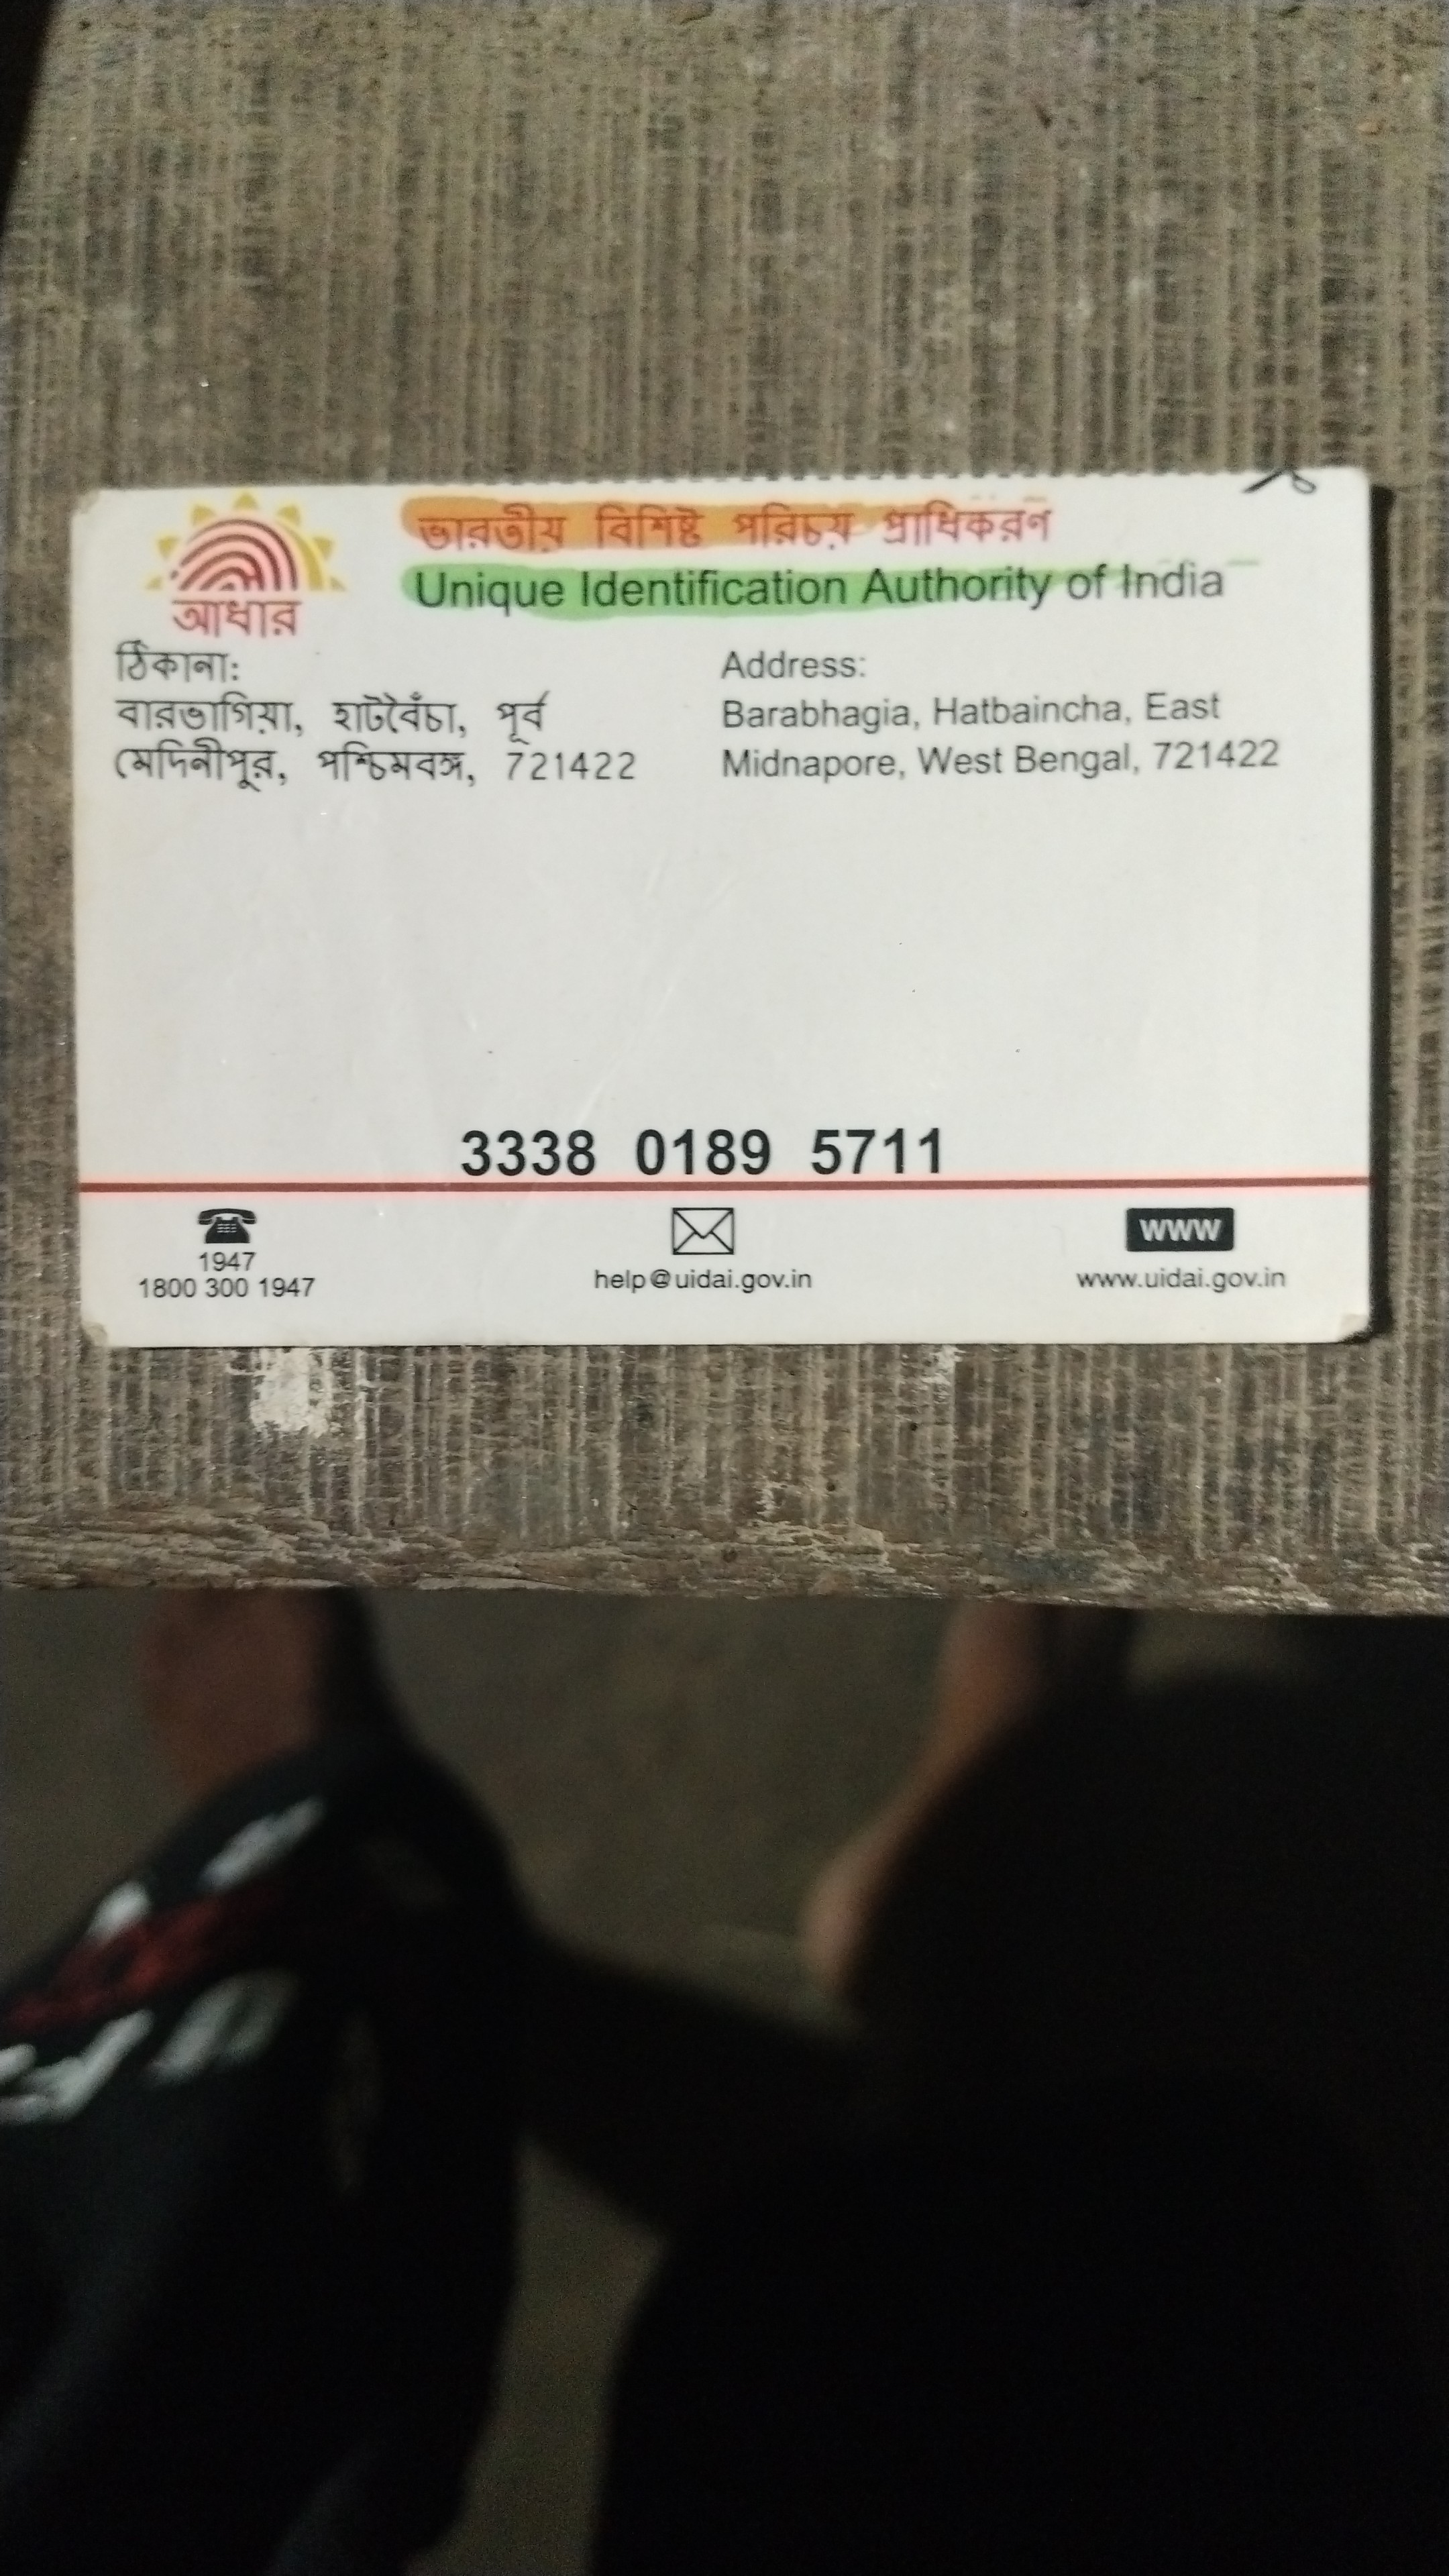 ভারতীয় বিশিষ্ট পরিচয় প্রাধিকরণ
Unique Identification Authority of India
আধার
ঠিকানা:
বারভাগিয়া, হাটবৈঁচা, পূর্ব
মেদিনীপুর, পশ্চিমবঙ্গ, 721422
Address:
Barabhagia, Hatbaincha, East
Midnapore, West Bengal, 721422
3338 0189 5711
1947
1800 300 1947
help@uidai.gov.in
www
www.uidai.gov.in